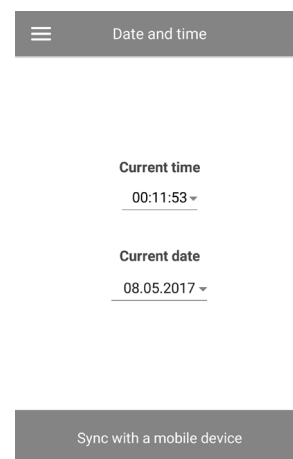 Date and time
Current time
00:11:53
Current date
08.05.2017
Sync with a mobile device